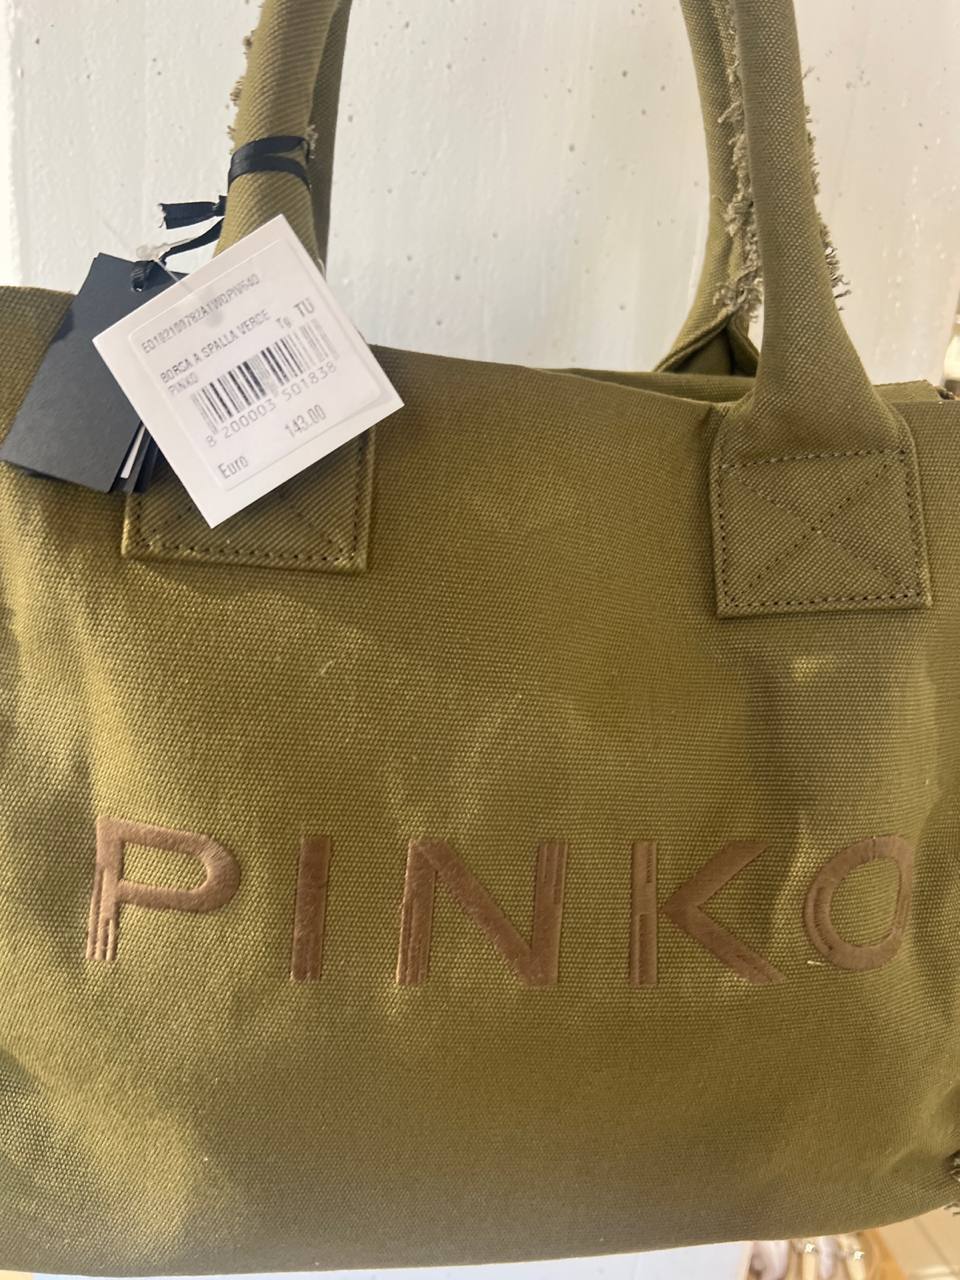 BORSA A SPALLA VERDE
PINKO
Tg TU
8 200003 501838
Euro 143.00
PINKO